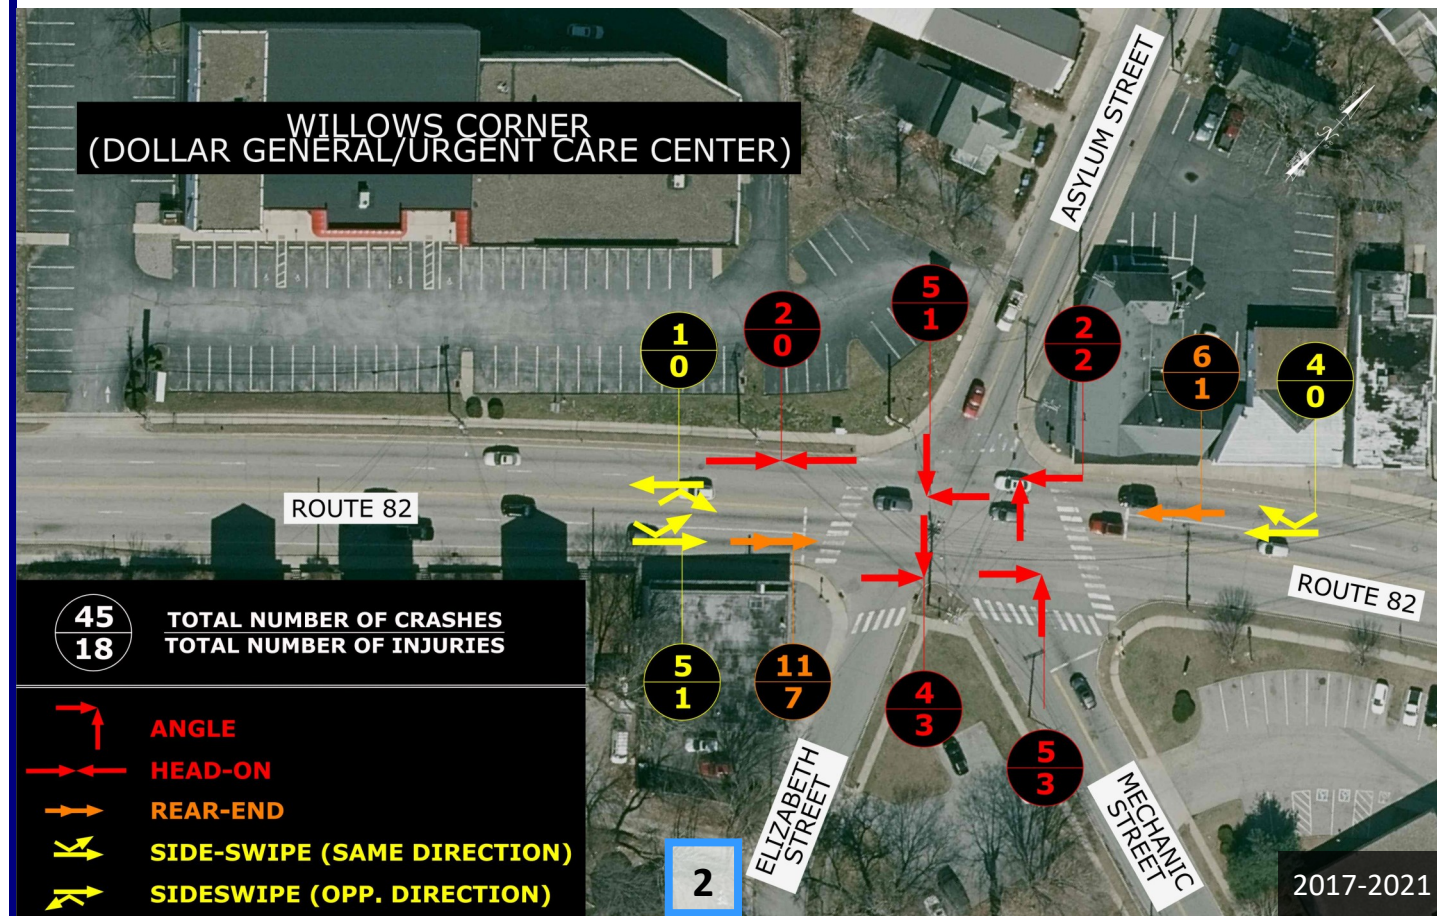 WILLOWS CORNER
(DOLLAR GENERAL/URGENT CARE CENTER)
ASYLUM STREET
N
5
1
2
0
1
0
2
2
6
1
4
0
ROUTE 82
ROUTE 82
45
18
TOTAL NUMBER OF CRASHES
TOTAL NUMBER OF INJURIES
5
1
11
7
4
3
5
3
ANGLE
HEAD-ON
REAR-END
SIDE-SWIPE (SAME DIRECTION)
SIDESWIPE (OPP. DIRECTION)
ELIZABETH
STREET
MECHANIC
STREET
2
2017-2021